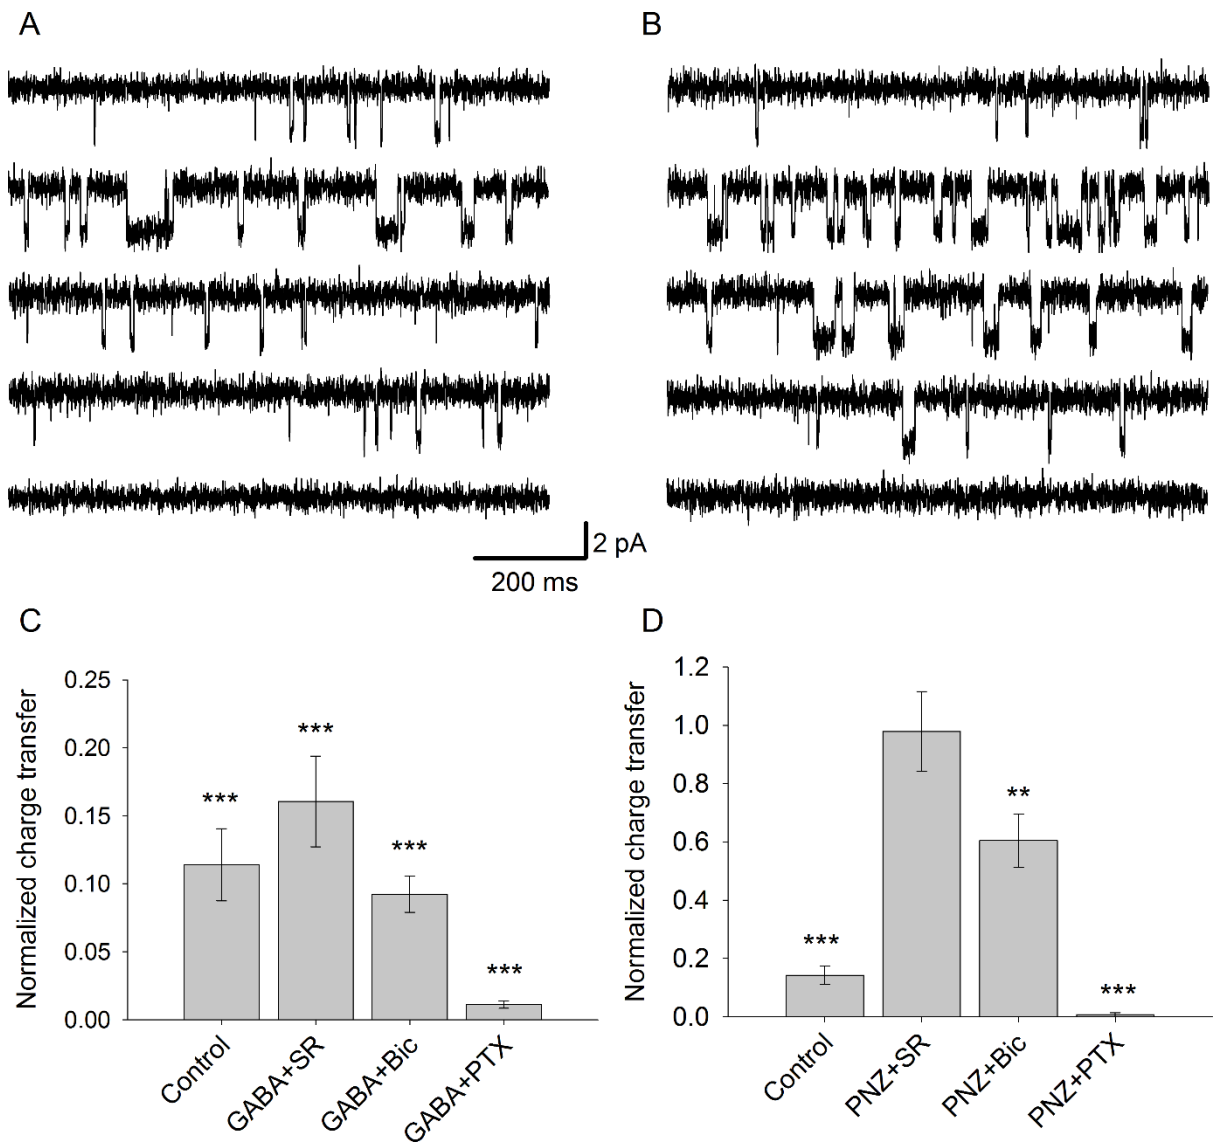 A
B
2 pA
200 ms
C
D
Normalized charge transfer
0.25
0.20
0.15
0.10
0.05
0.00
***
***
***
***
Control
GABA+SR
GABA+Bic
GABA+PTX
Normalized charge transfer
1.2
1.0
0.8
0.6
0.4
0.2
0.0
***
**
***
Control
PNZ+SR
PNZ+Bic
PNZ+PTX